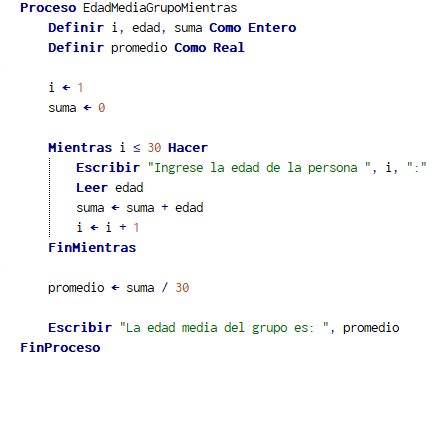 Proceso EdadMediaGrupoMientras
Definir i, edad, suma Como Entero
Definir promedio Como Real
i ← 1
suma ← 0
Mientras i ≤ 30 Hacer
Escribir "Ingrese la edad de la persona ", i, ":"
Leer edad
suma ← suma + edad
i ← i + 1
FinMientras
promedio ← suma / 30
Escribir "La edad media del grupo es: ", promedio
FinProceso